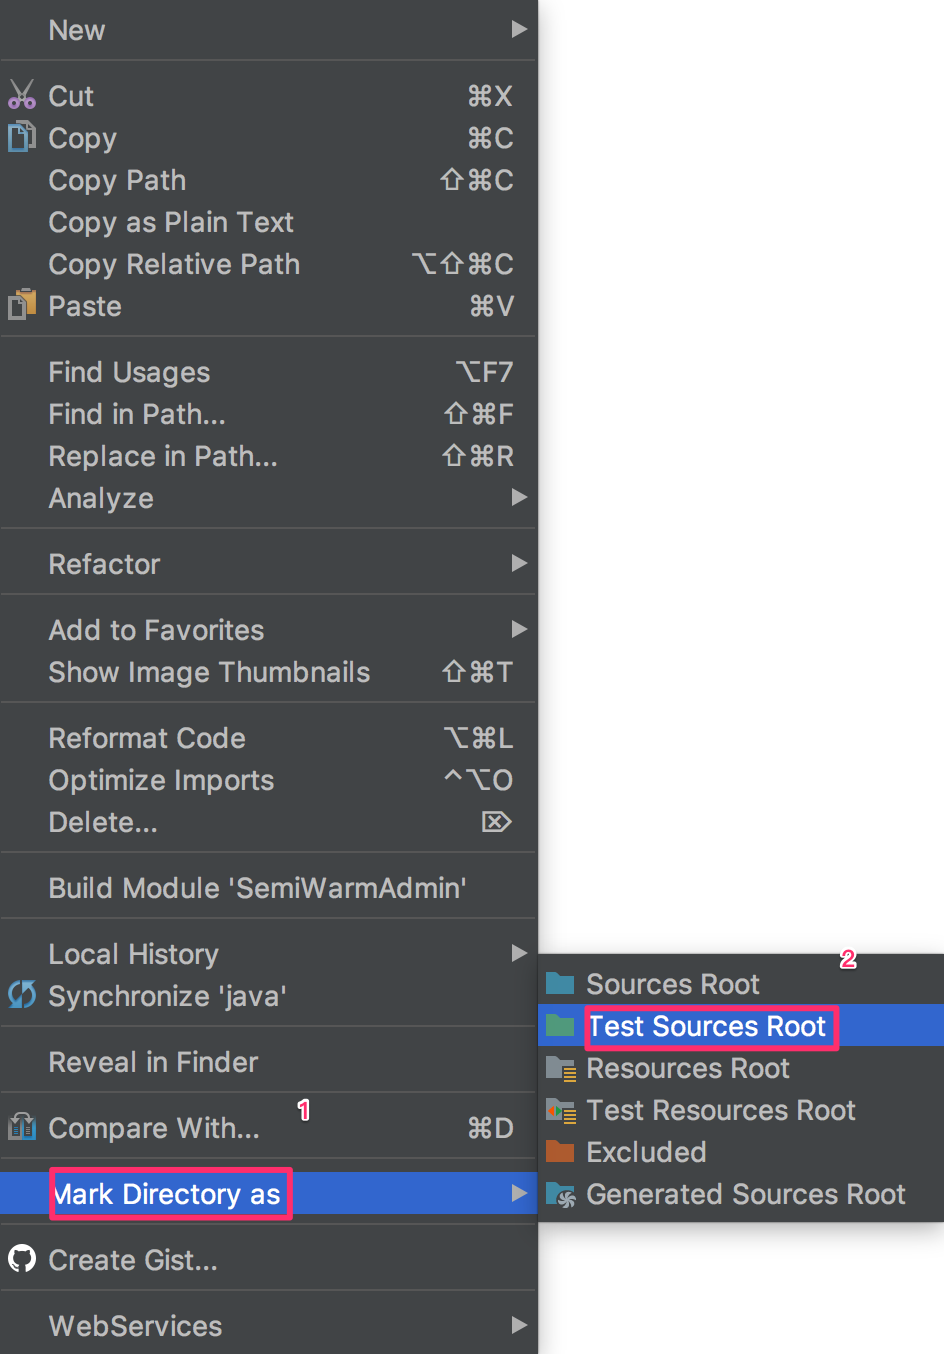 New
Cut ⌘X
Copy ⌘C
Copy Path ⇧⌘C
Copy as Plain Text
Copy Relative Path ⌥⇧⌘C
Paste ⌘V
Find Usages ⌥F7
Find in Path... ⇧⌘F
Replace in Path... ⇧⌘R
Analyze
Refactor
Add to Favorites
Show Image Thumbnails ⇧⌘T
Reformat Code ⌥⌘L
Optimize Imports ^⌥O
Delete... ⌦
Build Module 'SemiWarmAdmin'
Local History
Synchronize 'java'
Reveal in Finder
1
Compare With... ⌘D
Mark Directory as
Create Gist...
WebServices
2
Sources Root
Test Sources Root
Resources Root
Test Resources Root
Excluded
Generated Sources Root